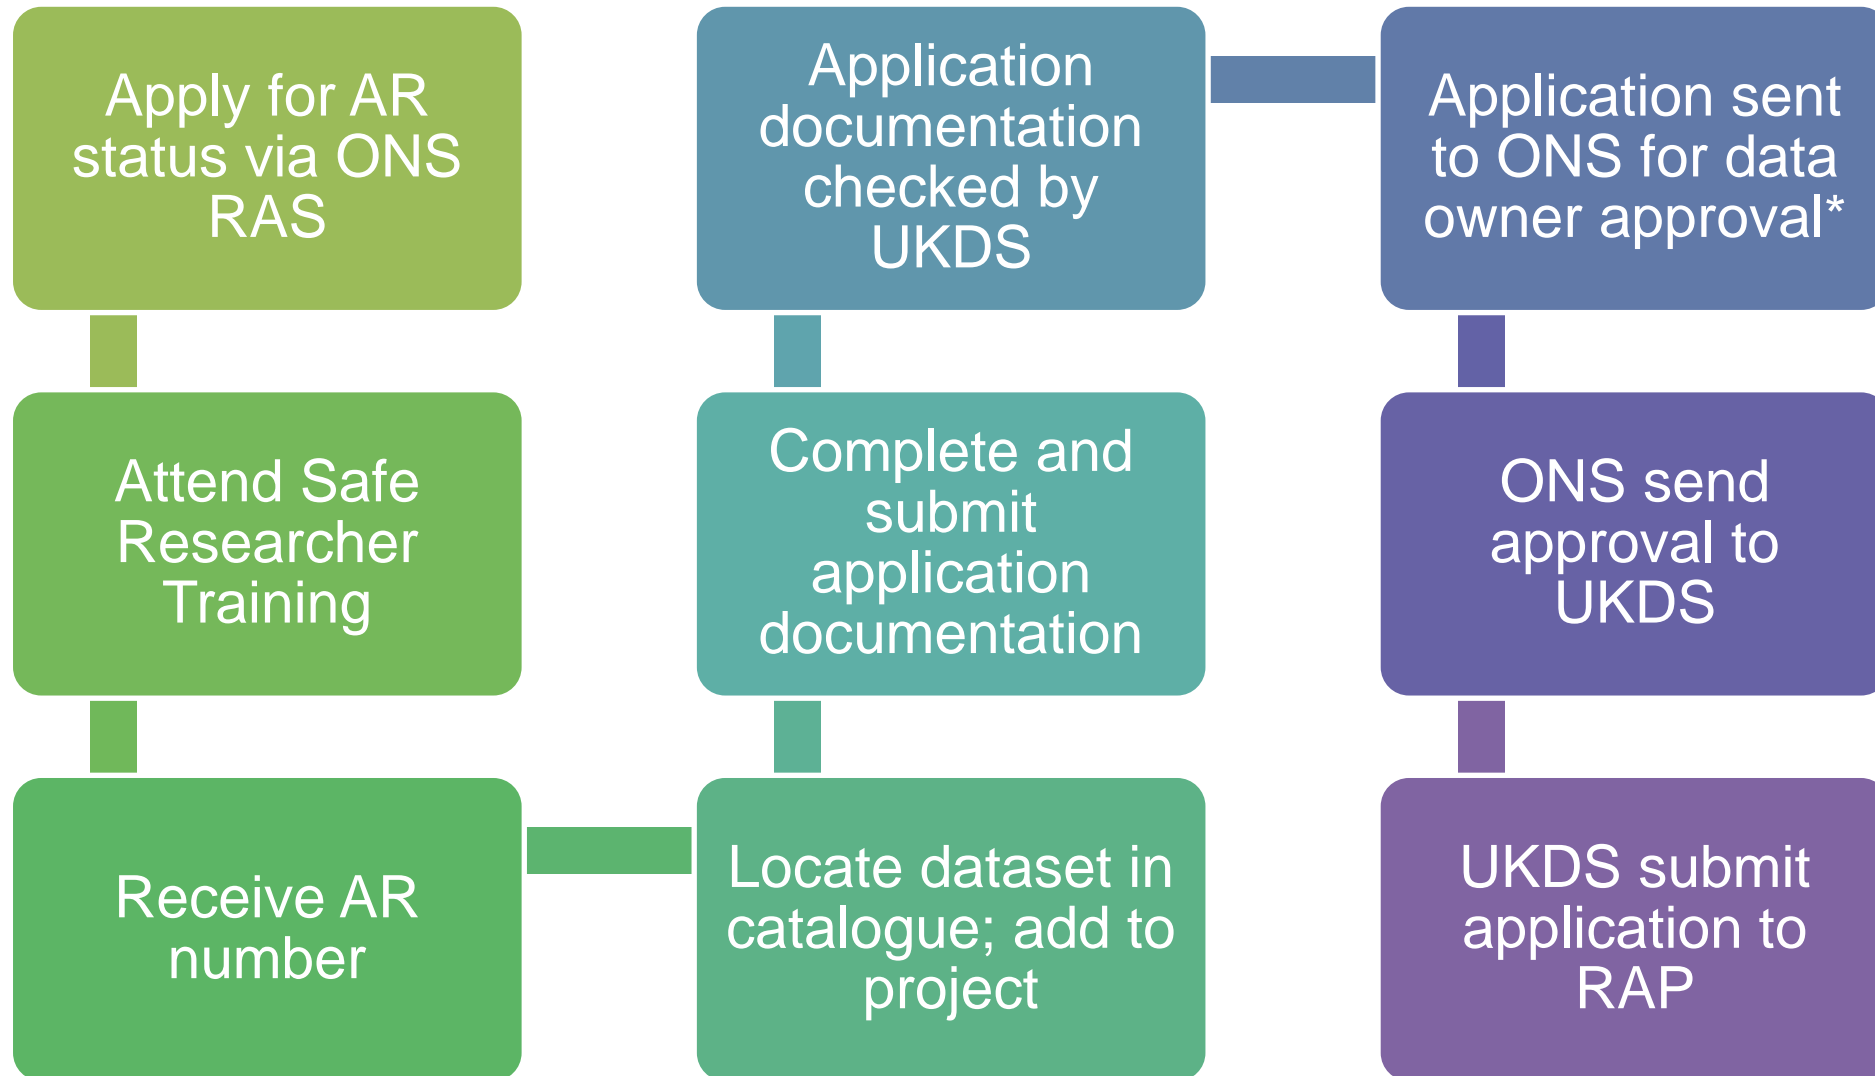 Apply for AR
status via ONS
RAS
Attend Safe
Researcher
Training
Receive AR
number
Locate dataset in
catalogue; add to
project
Complete and
submit
application
documentation
Application
documentation
checked by
UKDS
Application sent
to ONS for data
owner approval*
ONS send
approval to
UKDS
UKDS submit
application to
RAP